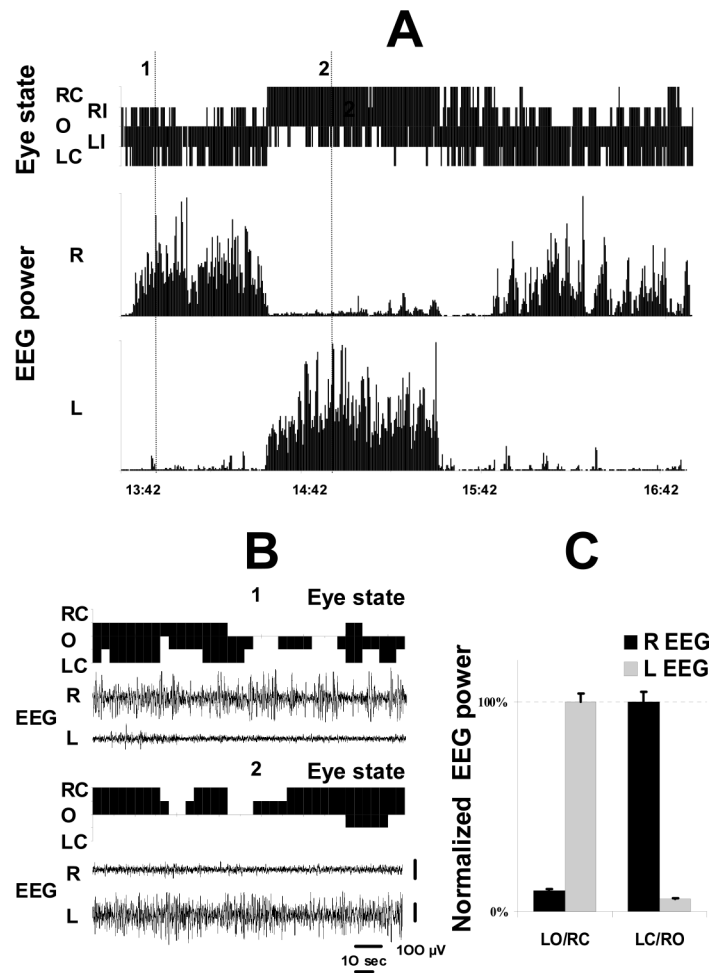 A
1
2
Eye state
RC
RI
O
LI
LC
2
EEG power
R
L
13:42
14:42
15:42
16:42
B
1
Eye state
RC
O
LC
EEG
R
L
2
Eye state
RC
O
LC
EEG
R
L
100 µV
10 sec
C
R EEG
L EEG
Normalized EEG power
100%
0%
LO/RC
LC/RO